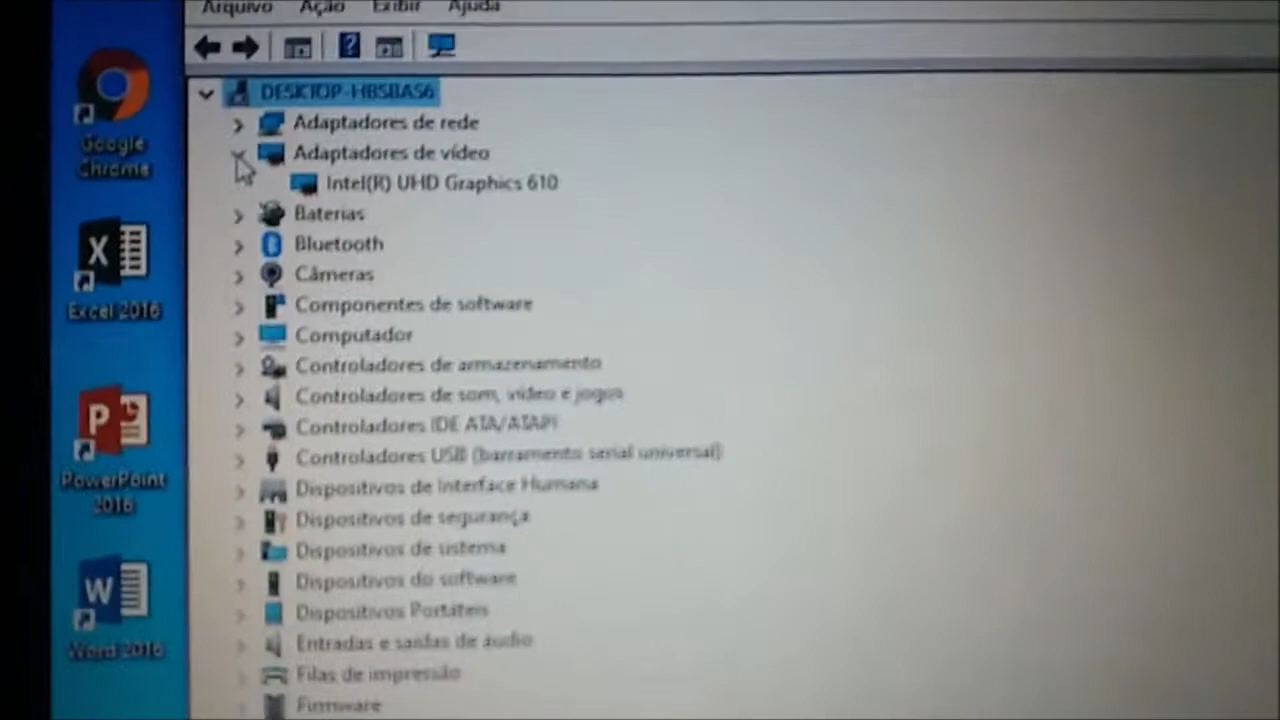 Arquivo Ação Exibir Ajuda
DESKTOP-HBSBAS6
Adaptadores de rede
Adaptadores de vídeo
Intel(R) UHD Graphics 610
Baterias
Bluetooth
Câmeras
Componentes de software
Computador
Controladores de armazenamento
Controladores de som, vídeo e jogos
Controladores IDE ATA/ATAPI
Controladores USB (barramento serial universal)
Dispositivos de Interface Humana
Dispositivos de segurança
Dispositivos de sistema
Dispositivos do software
Dispositivos Portáteis
Entradas e saídas de áudio
Filas de impressão
Firmware
Google
Chrome
Excel 2016
PowerPoint
2016
Word 2016